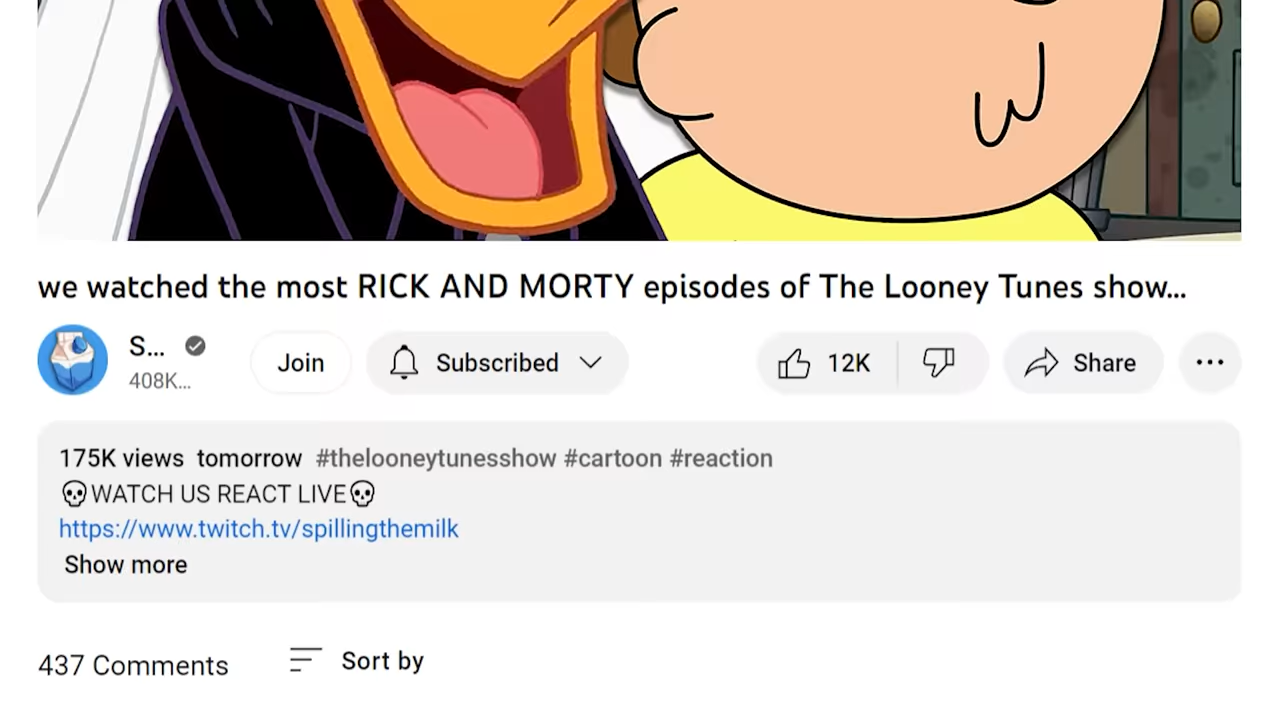 we watched the most RICK AND MORTY episodes of The Looney Tunes show...
S...
408K...
Join
Subscribed
12K
Share
175K views tomorrow #thelooneytunesshow #cartoon #reaction
💀WATCH US REACT LIVE💀
https://www.twitch.tv/spillingthemilk
Show more
437 Comments
Sort by